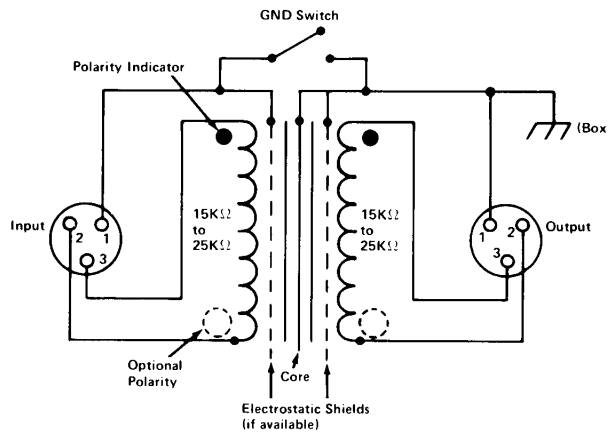 GND Switch
Polarity Indicator
(Box
Input
2
1
3
15KΩ
to
25KΩ
15KΩ
to
25KΩ
1
2
3
Output
Optional
Polarity
Core
Electrostatic Shields
(if available)